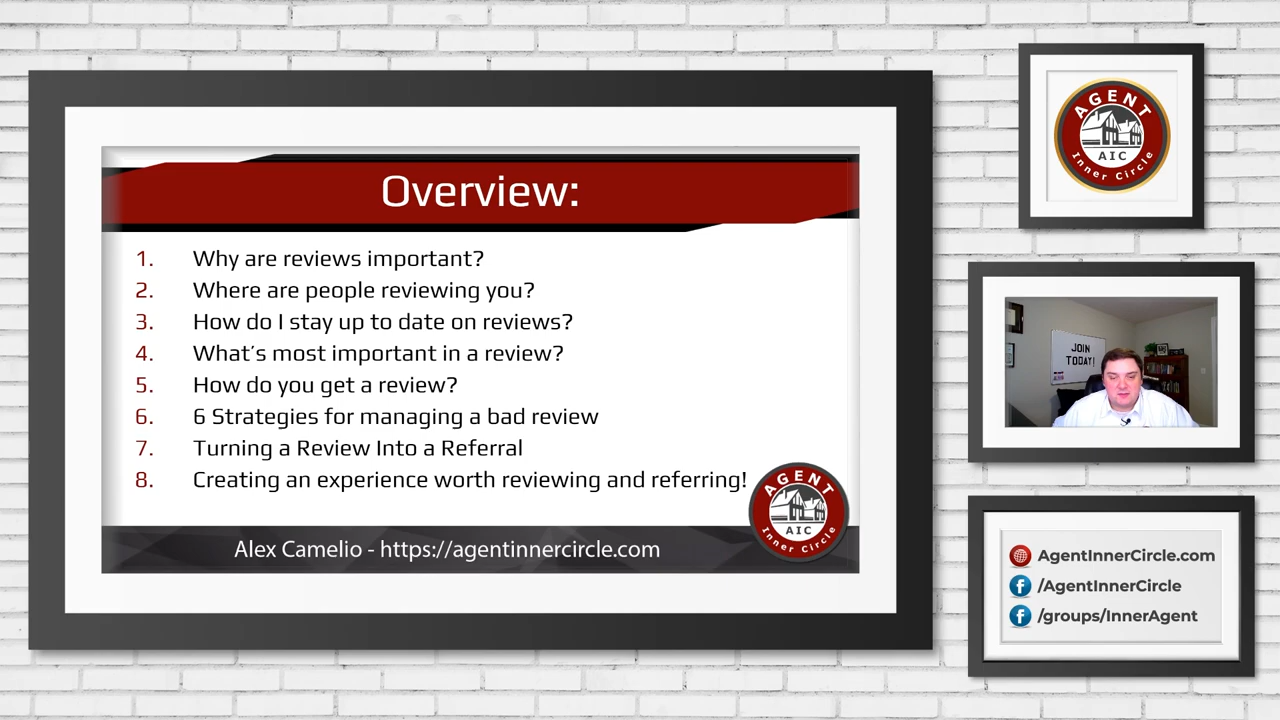 Overview:
1. Why are reviews important?
2. Where are people reviewing you?
3. How do I stay up to date on reviews?
4. What's most important in a review?
5. How do you get a review?
6. 6 Strategies for managing a bad review
7. Turning a Review Into a Referral
8. Creating an experience worth reviewing and referring!
AGENT
AIC
Inner Circle
Alex Camelio - https://agentinnercircle.com
AGENT
AIC
Inner Circle
JOIN
TODAY!
AgentInnerCircle.com
/AgentInnerCircle
/groups/InnerAgent